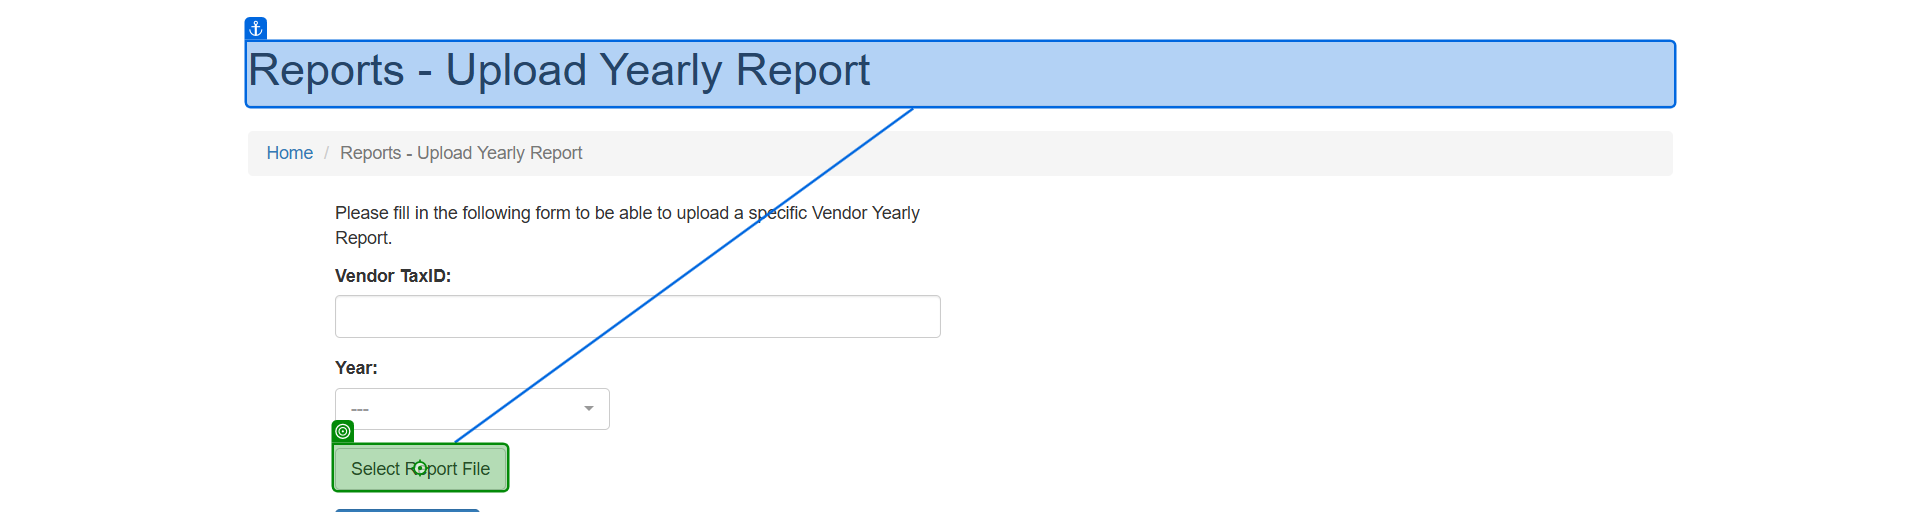 Reports - Upload Yearly Report
Home / Reports - Upload Yearly Report
Please fill in the following form to be able to upload a specific Vendor Yearly
Report.
Vendor TaxID:
Year:
---
Select Report File